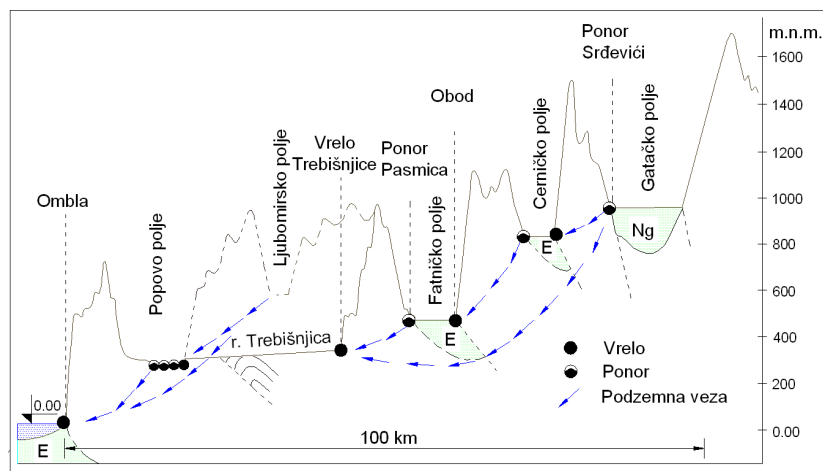 Ponor
Srđevići
m.n.m.
1600
1400
1200
1000
800
600
400
200
0.00
Obod
Vrelo
Trebišnjice
Ponor
Pasmica
Ombla
Popovo polje
Ljubomirsko polje
Fatničko polje
Cerničko polje
Gatačko polje
E
Ng
E
r. Trebišnjica
Vrelo
Ponor
Podzemna veza
0.00
E
100 km